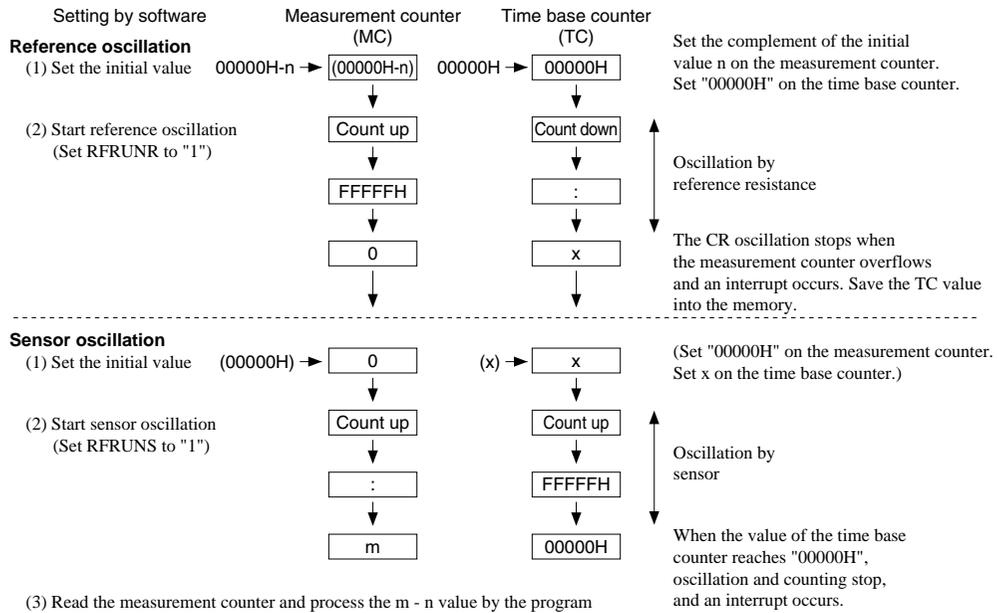 Setting by software
Measurement counter
(MC)
Time base counter
(TC)
Reference oscillation
(1) Set the initial value
00000H-n
(00000H-n)
00000H
00000H
Set the complement of the initial
value n on the measurement counter.
Set "00000H" on the time base counter.
(2) Start reference oscillation
(Set RFRUNR to "1")
Count up
Count down
FFFFFH
:
Oscillation by
reference resistance
0
x
The CR oscillation stops when
the measurement counter overflows
and an interrupt occurs. Save the TC value
into the memory.
Sensor oscillation
(1) Set the initial value
(00000H)
0
(x)
x
(Set "00000H" on the measurement counter.
Set x on the time base counter.)
(2) Start sensor oscillation
(Set RFRUNS to "1")
Count up
Count up
:
FFFFFH
Oscillation by
sensor
m
00000H
When the value of the time base
counter reaches "00000H",
oscillation and counting stop,
and an interrupt occurs.
(3) Read the measurement counter and process the m - n value by the program